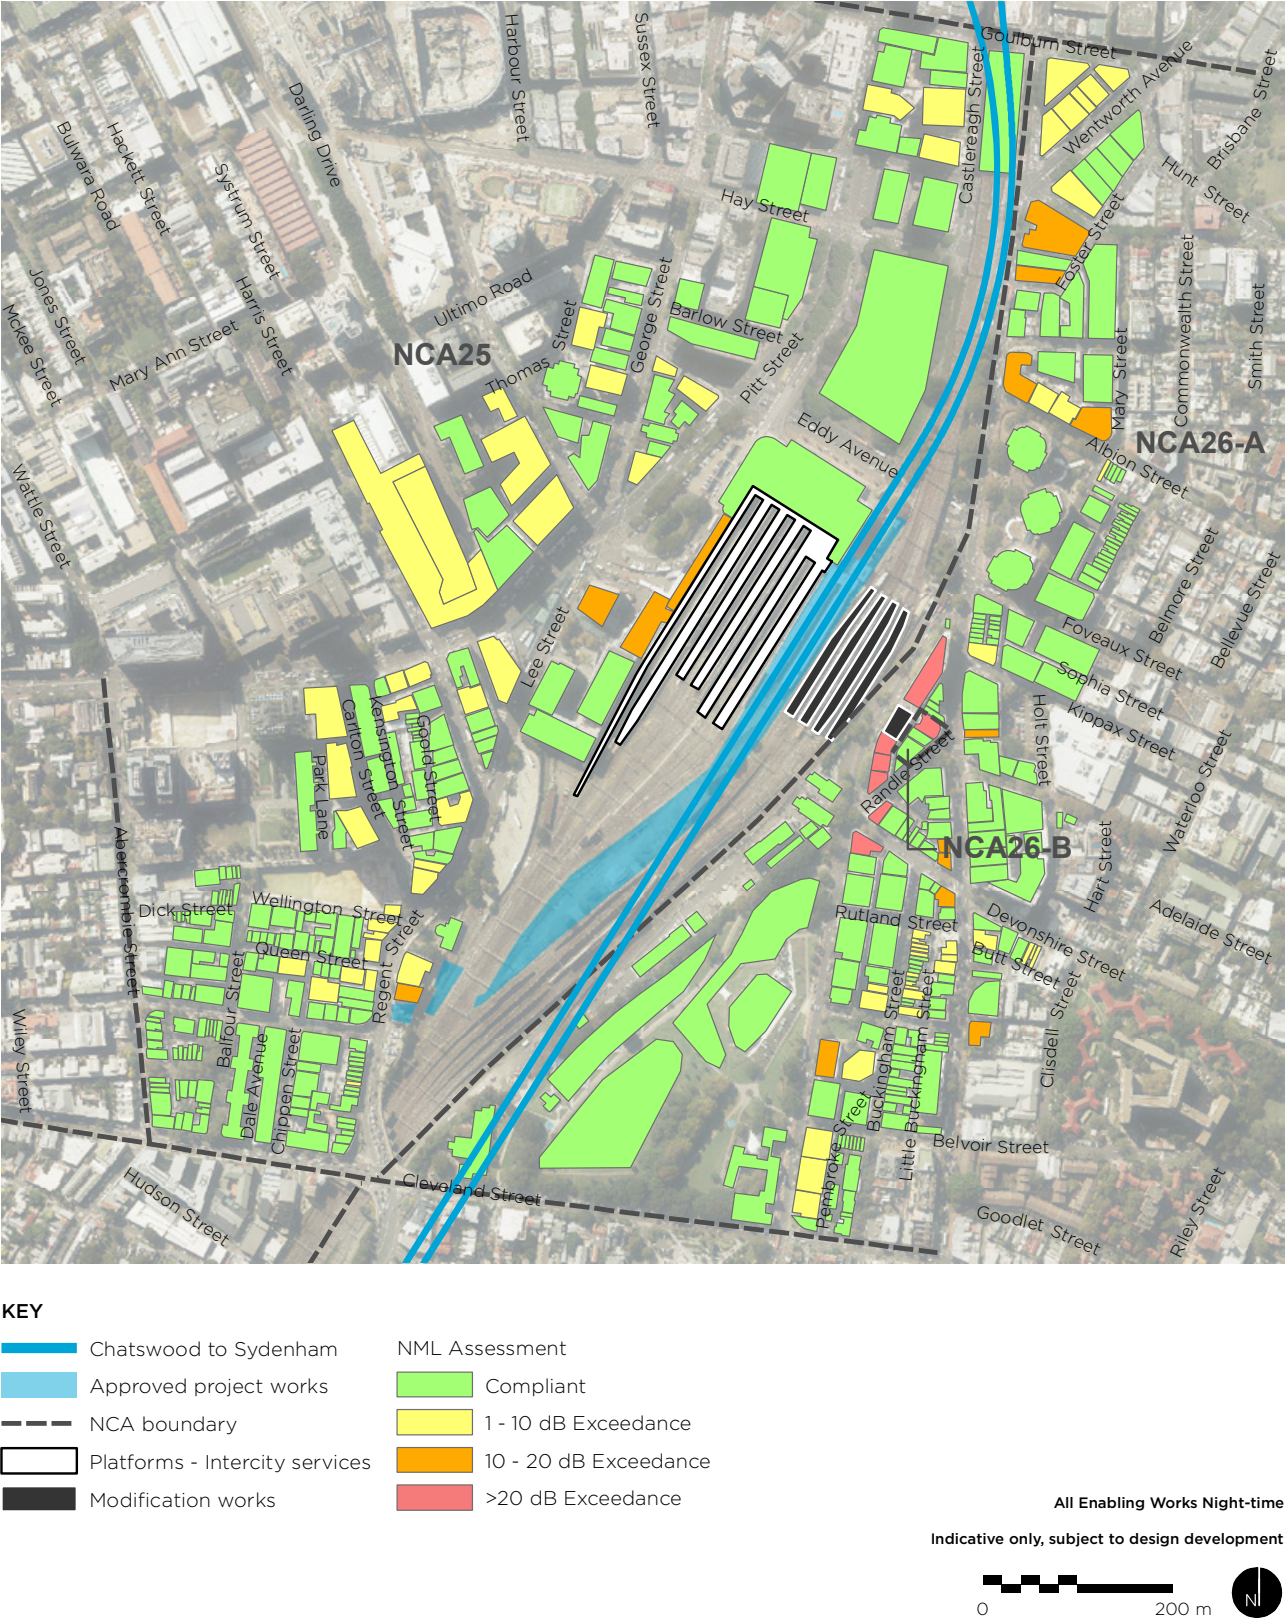 Goulburn Street
Wentworth Avenue
Brisbane Street
Harbour Street
Sussex Street
Castlereagh Street
Darling Drive
Hackett Street
Bulwara Road
Systrum Street
Hunt Street
Hay Street
Foster Street
Commonwealth Street
Smith Street
Jones Street
Mckee Street
Harris Street
Mary Ann Street
Ultimo Road
Thomas Street
George Street
Barlow Street
Pitt Street
NCA25
Mary Street
Eddy Avenue
NCA26-A
Albion Street
Wattle Street
Belmore Street
Bellevue Street
Lee Street
Foveaux Street
Sophia Street
Kippax Street
Holt Street
Waterloo Street
Kensington Street
Carlton Street
Goold Street
Park Lane
Randle Street
NCA26-B
Hart Street
Abercrombie Street
Dick Street
Wellington Street
Queen Street
Regent Street
Balfour Street
Rutland Street
Devonshire Street
Butt Street
Adelaide Street
Wiley Street
Dale Avenue
Chippen Street
Buckingham Street
Little Buckingham Street
Clisdell Street
Pembroke Street
Belvoir Street
Cleveland Street
Hudson Street
Goodlet Street
Riley Street
KEY
Chatswood to Sydenham
Approved project works
NCA boundary
Platforms - Intercity services
Modification works
NML Assessment
Compliant
1 - 10 dB Exceedance
10 - 20 dB Exceedance
>20 dB Exceedance
All Enabling Works Night-time
Indicative only, subject to design development
0 200 m
N